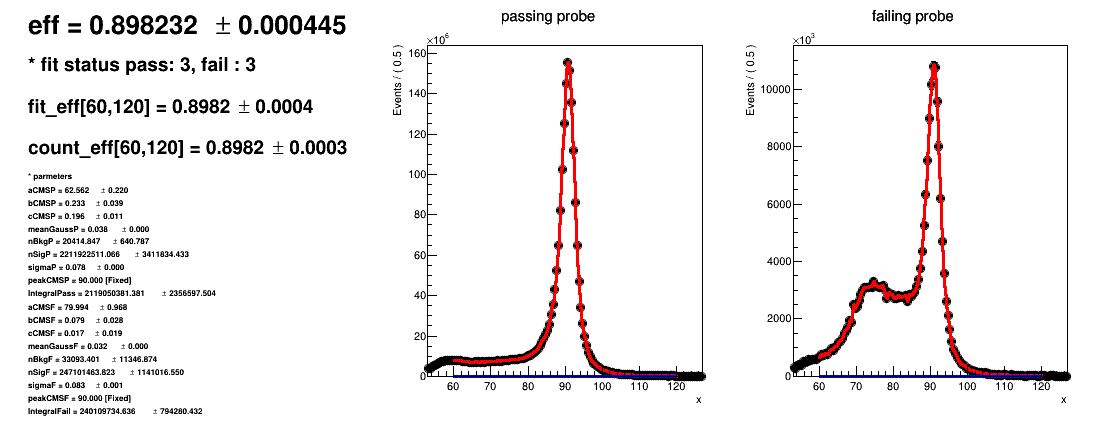 eff = 0.898232 ± 0.000445
* fit status pass: 3, fail : 3
fit_eff[60,120] = 0.8982 ± 0.0004
count_eff[60,120] = 0.8982 ± 0.0003
* parmeters
aCMSP = 62.562 ± 0.220
bCMSP = 0.233 ± 0.039
cCMSP = 0.196 ± 0.011
meanGaussP = 0.038 ± 0.000
nBkgP = 20414.847 ± 640.787
nSigP = 2211922511.066 ± 3411834.433
sigmaP = 0.078 ± 0.000
peakCMSP = 90.000 [Fixed]
IntegralPass = 2119050381.381 ± 2356597.504
aCMSF = 79.994 ± 0.968
bCMSF = 0.079 ± 0.028
cCMSF = 0.017 ± 0.019
meanGaussF = 0.032 ± 0.000
nBkgF = 33093.401 ± 11346.874
nSigF = 247101463.823 ± 1141016.550
sigmaF = 0.083 ± 0.001
peakCMSF = 90.000 [Fixed]
IntegralFail = 240109734.636 ± 794280.432
passing probe
×10⁶
Events / ( 0.5 )
160
140
120
100
80
60
40
20
0
60 70 80 90 100 110 120
x
failing probe
×10³
Events / ( 0.5 )
10000
8000
6000
4000
2000
0
60 70 80 90 100 110 120
x